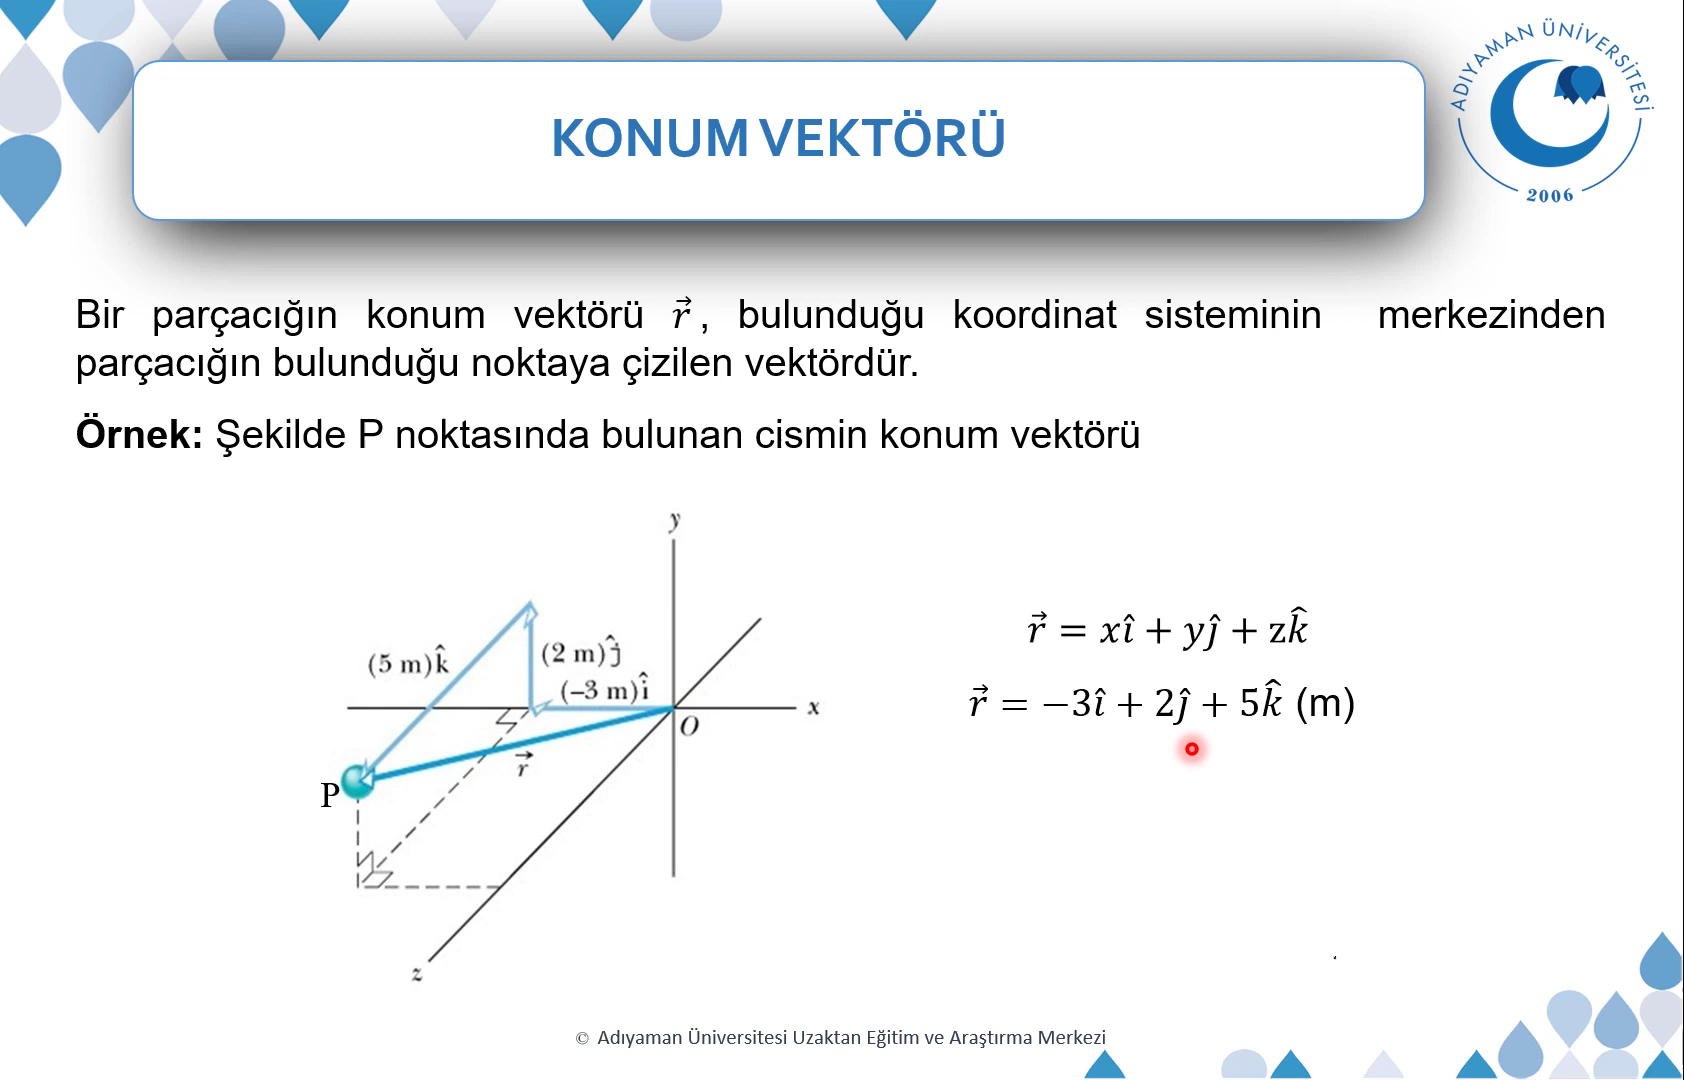 ADIYAMAN ÜNİVERSİTESİ
2006
KONUM VEKTÖRÜ
Bir parçacığın konum vektörü r⃗ , bulunduğu koordinat sisteminin merkezinden
parçacığın bulunduğu noktaya çizilen vektördür.
Örnek: Şekilde P noktasında bulunan cismin konum vektörü
y
(5 m)k̂
(2 m)ĵ
(–3 m)î
x
O
r⃗
P
z
r⃗ = xî + yĵ + zk̂
r⃗ = −3î + 2ĵ + 5k̂ (m)
© Adıyaman Üniversitesi Uzaktan Eğitim ve Araştırma Merkezi